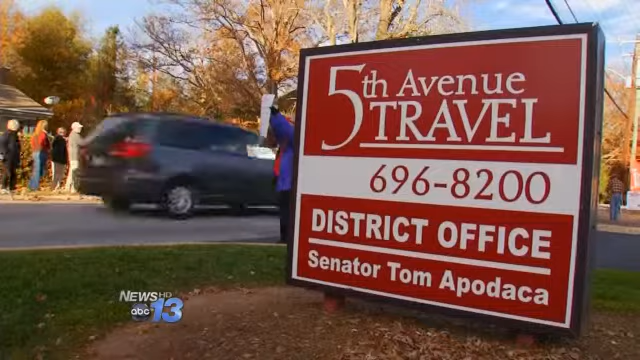 5th Avenue
TRAVEL
696-8200
DISTRICT OFFICE
Senator Tom Apodaca
NEWS HD
abc 13